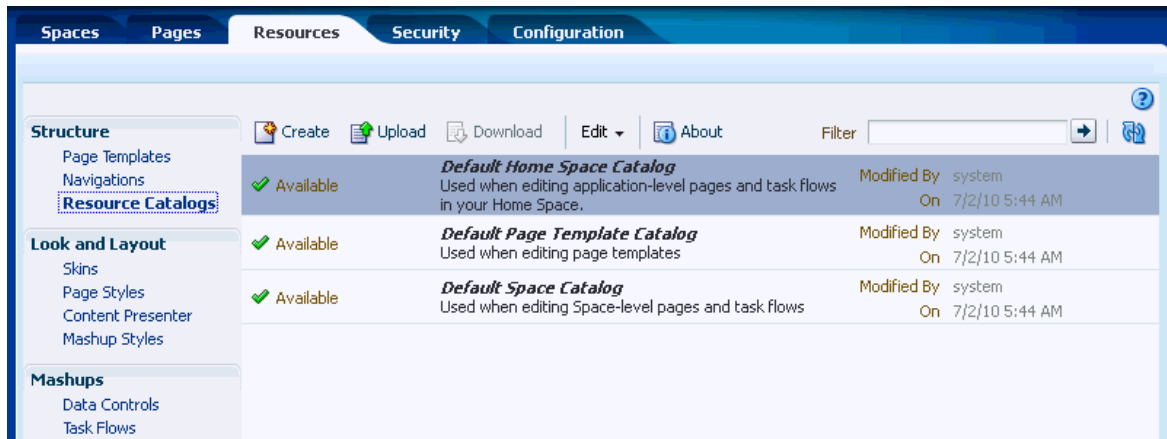 Spaces Pages Resources Security Configuration
Structure
Page Templates
Navigations
Resource Catalogs
Look and Layout
Skins
Page Styles
Content Presenter
Mashup Styles
Mashups
Data Controls
Task Flows
Create Upload Download Edit About Filter
Available
Default Home Space Catalog
Used when editing application-level pages and task flows
in your Home Space.
Modified By system
On 7/2/10 5:44 AM
Available
Default Page Template Catalog
Used when editing page templates
Modified By system
On 7/2/10 5:44 AM
Available
Default Space Catalog
Used when editing Space-level pages and task flows
Modified By system
On 7/2/10 5:44 AM